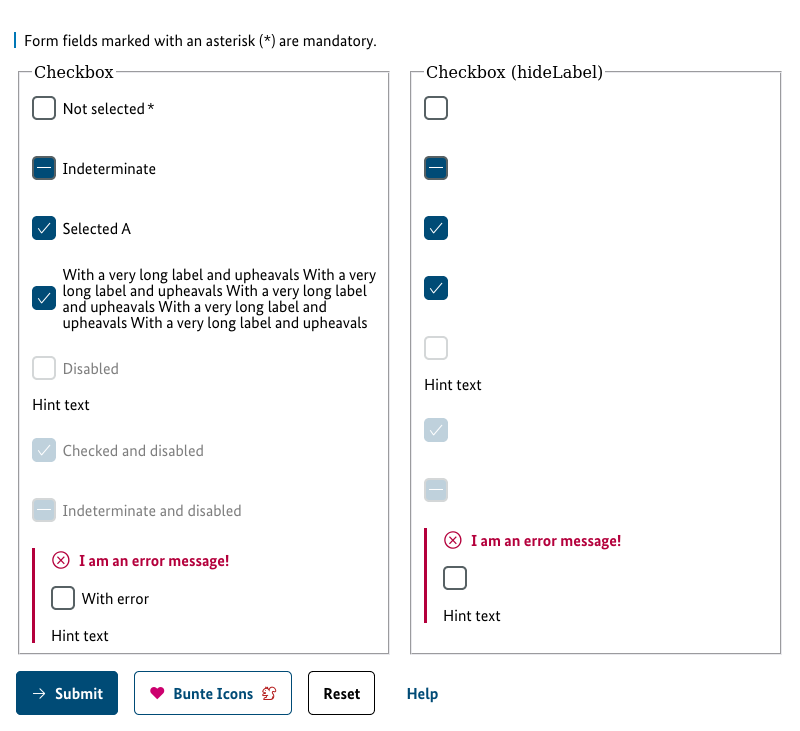 Form fields marked with an asterisk (*) are mandatory.
Checkbox
Not selected *
Indeterminate
Selected A
With a very long label and upheavals With a very
long label and upheavals With a very long label
and upheavals With a very long label and
upheavals With a very long label and upheavals
Disabled
Hint text
Checked and disabled
Indeterminate and disabled
I am an error message!
With error
Hint text
Checkbox (hideLabel)
Hint text
I am an error message!
Hint text
Submit
Bunte Icons
Reset
Help